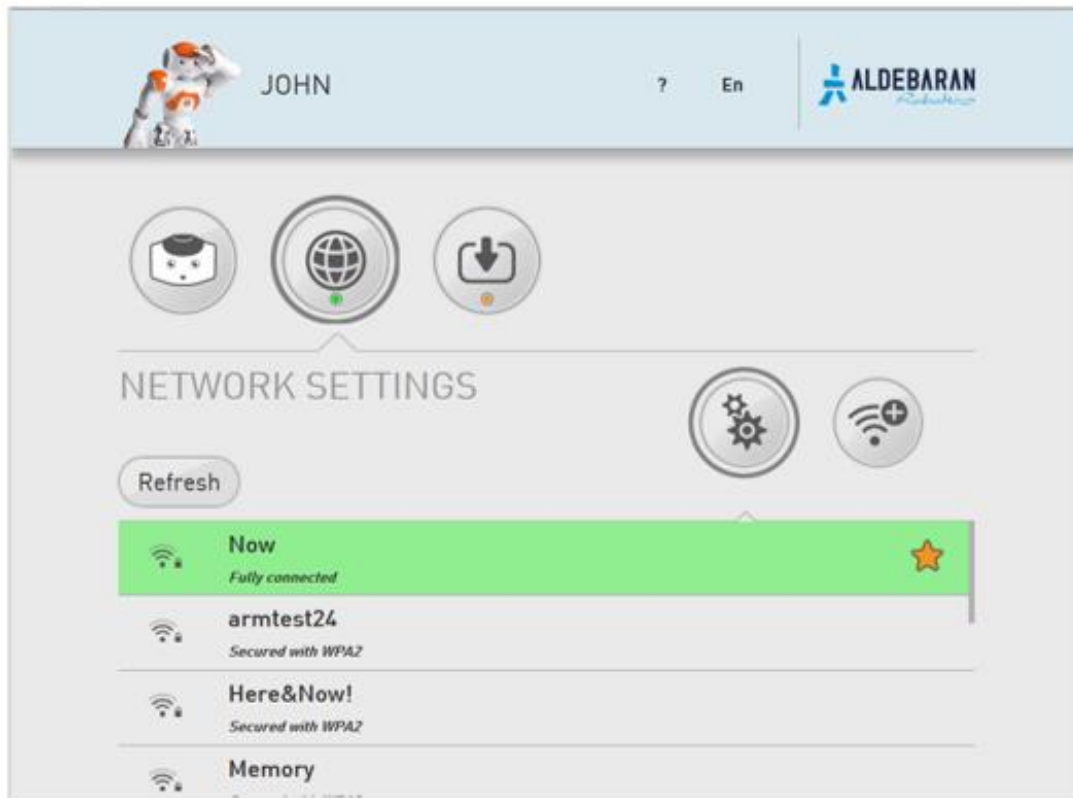 JOHN
? En
ALDEBARAN
Robotics
NETWORK SETTINGS
Refresh
Now
Fully connected
armtest24
Secured with WPA2
Here&Now!
Secured with WPA2
Memory